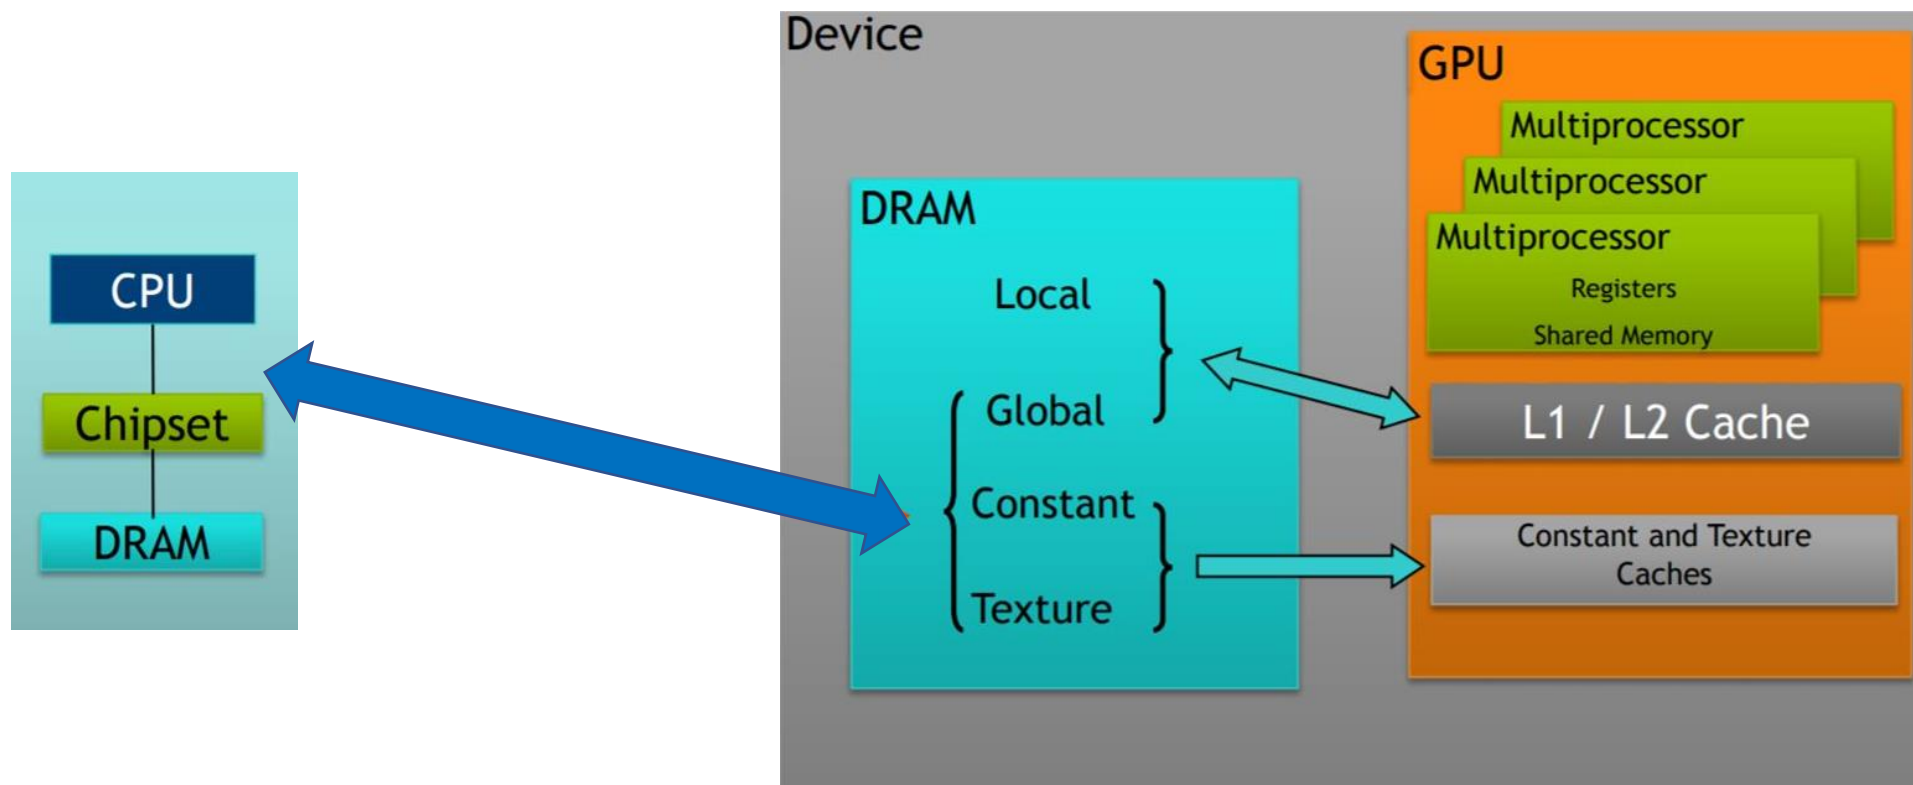 CPU
Chipset
DRAM
Device
DRAM
Local
Global
Constant
Texture
GPU
Multiprocessor
Multiprocessor
Multiprocessor
Registers
Shared Memory
L1 / L2 Cache
Constant and Texture
Caches